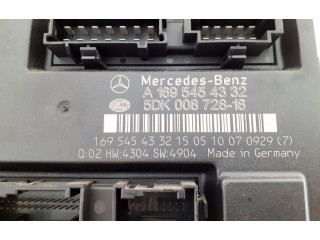 Mercedes-Benz
A 169 545 43 32
HELLA 5DK 008 728-16
169 545 43 32 15 05 10 07 0929 (7)
Q:02 HW:4304 SW:4904 Made in Germany